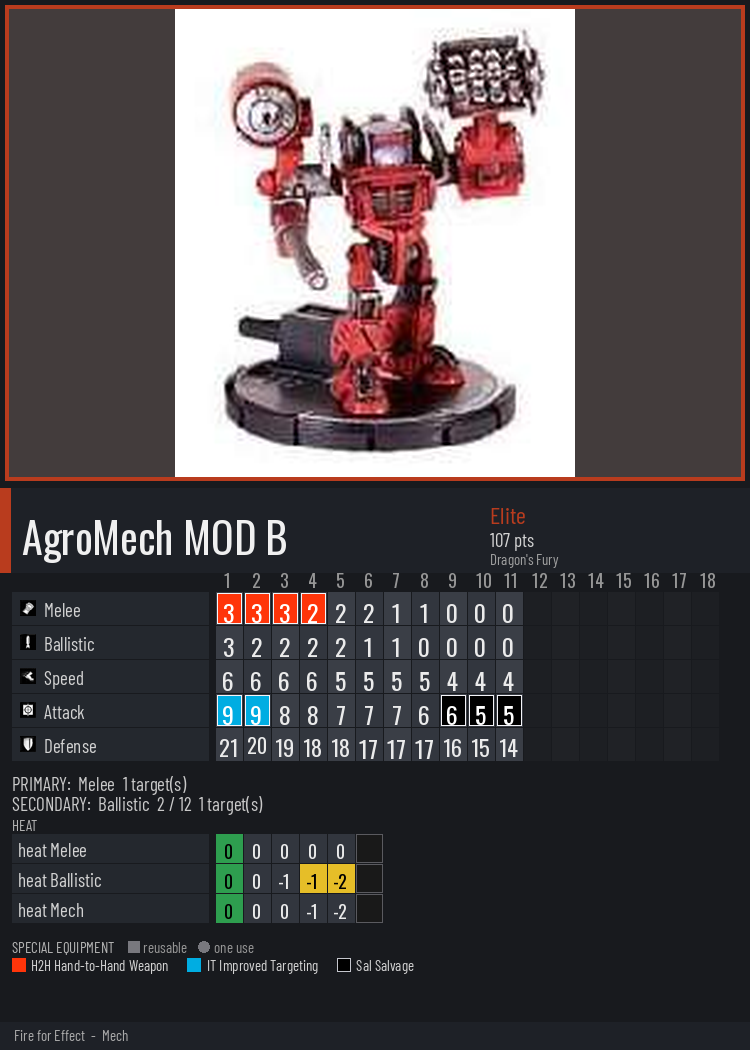 AgroMech MOD B
Elite
107 pts
Dragon's Fury
1 2 3 4 5 6 7 8 9 10 11 12 13 14 15 16 17 18
Melee 3 3 3 2 2 2 1 1 0 0 0
Ballistic 3 2 2 2 2 1 1 0 0 0 0
Speed 6 6 6 6 5 5 5 5 4 4 4
Attack 9 9 8 8 7 7 7 6 6 5 5
Defense 21 20 19 18 18 17 17 17 16 15 14
PRIMARY: Melee 1 target(s)
SECONDARY: Ballistic 2 / 12 1 target(s)
HEAT
heat Melee 0 0 0 0 0
heat Ballistic 0 0 -1 -1 -2
heat Mech 0 0 0 -1 -2
SPECIAL EQUIPMENT reusable one use
H2H Hand-to-Hand Weapon IT Improved Targeting Sal Salvage
Fire for Effect - Mech